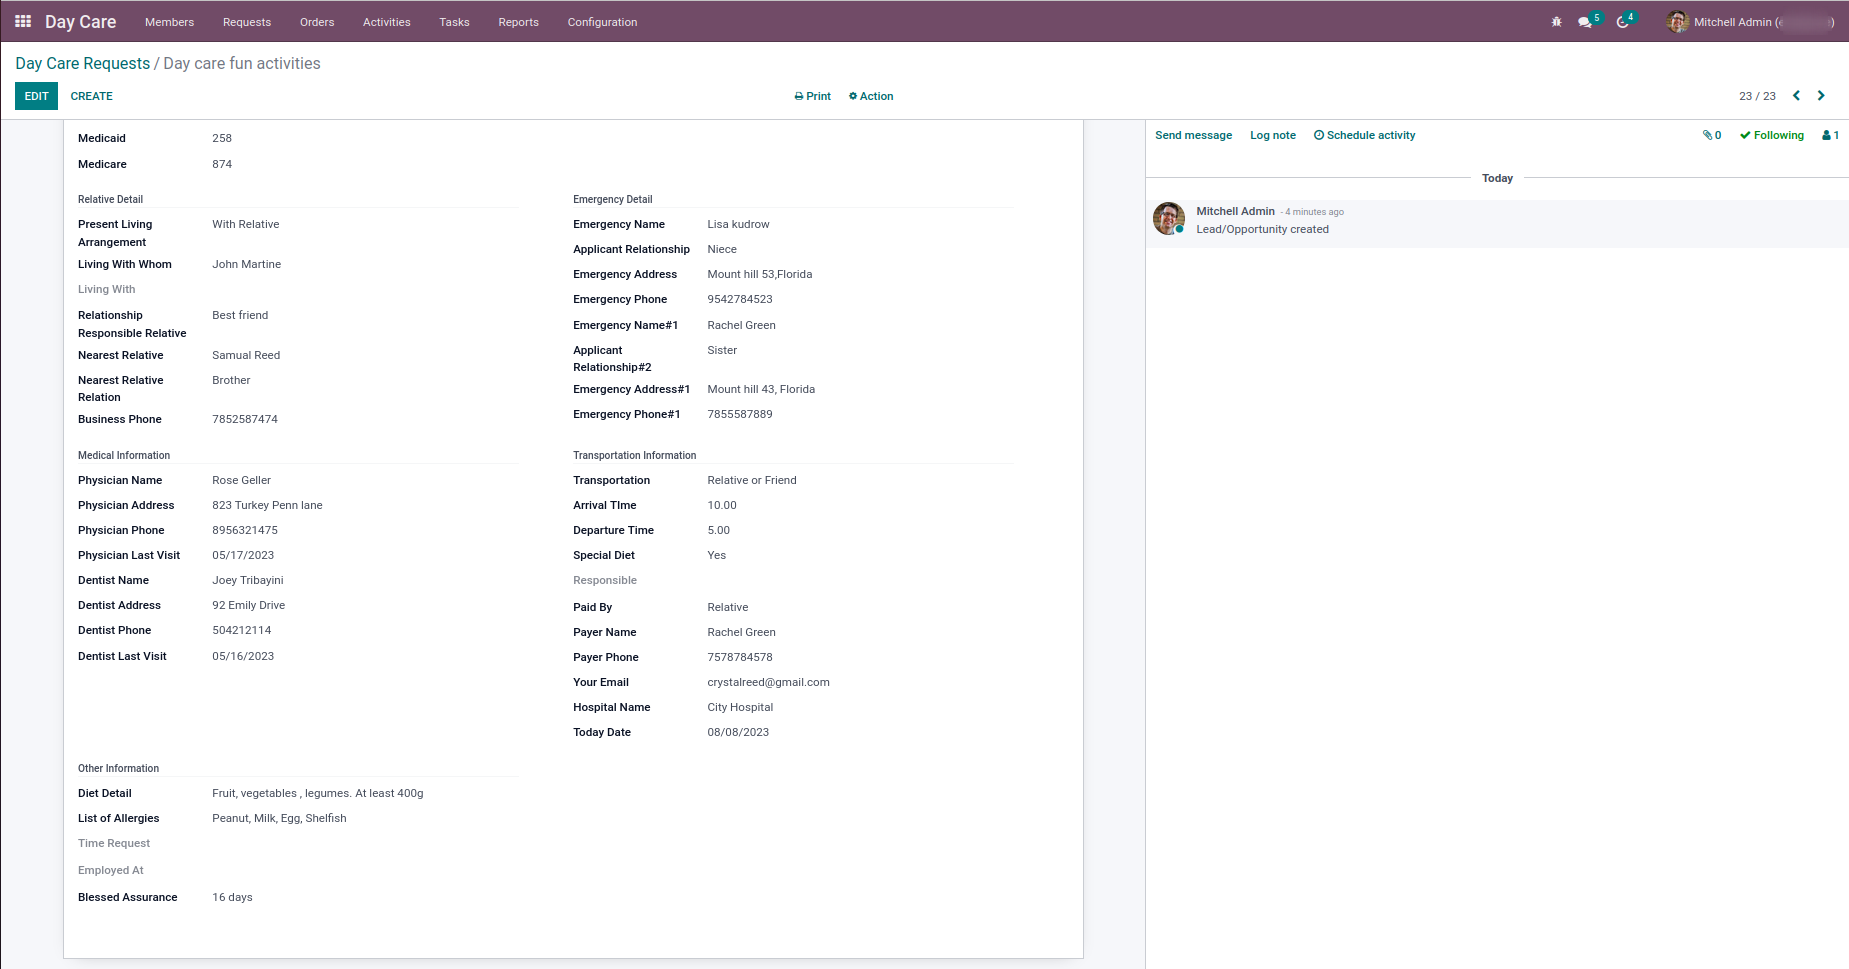 Day Care Members Requests Orders Activities Tasks Reports Configuration 5 4 Mitchell Admin ( )
Day Care Requests / Day care fun activities
EDIT CREATE Print Action 23 / 23
Medicaid 258
Medicare 874
Relative Detail
Present Living Arrangement With Relative
Living With Whom John Martine
Living With
Relationship Responsible Relative Best friend
Nearest Relative Samual Reed
Nearest Relative Relation Brother
Business Phone 7852587474
Emergency Detail
Emergency Name Lisa kudrow
Applicant Relationship Niece
Emergency Address Mount hill 53,Florida
Emergency Phone 9542784523
Emergency Name#1 Rachel Green
Applicant Relationship#2 Sister
Emergency Address#1 Mount hill 43, Florida
Emergency Phone#1 7855587889
Medical Information
Physician Name Rose Geller
Physician Address 823 Turkey Penn lane
Physician Phone 8956321475
Physician Last Visit 05/17/2023
Dentist Name Joey Tribayini
Dentist Address 92 Emily Drive
Dentist Phone 504212114
Dentist Last Visit 05/16/2023
Transportation Information
Transportation Relative or Friend
Arrival TIme 10.00
Departure Time 5.00
Special Diet Yes
Responsible
Paid By Relative
Payer Name Rachel Green
Payer Phone 7578784578
Your Email crystalreed@gmail.com
Hospital Name City Hospital
Today Date 08/08/2023
Other Information
Diet Detail Fruit, vegetables , legumes. At least 400g
List of Allergies Peanut, Milk, Egg, Shelfish
Time Request
Employed At
Blessed Assurance 16 days
Send message Log note Schedule activity 0 Following 1
Today
Mitchell Admin - 4 minutes ago
Lead/Opportunity created